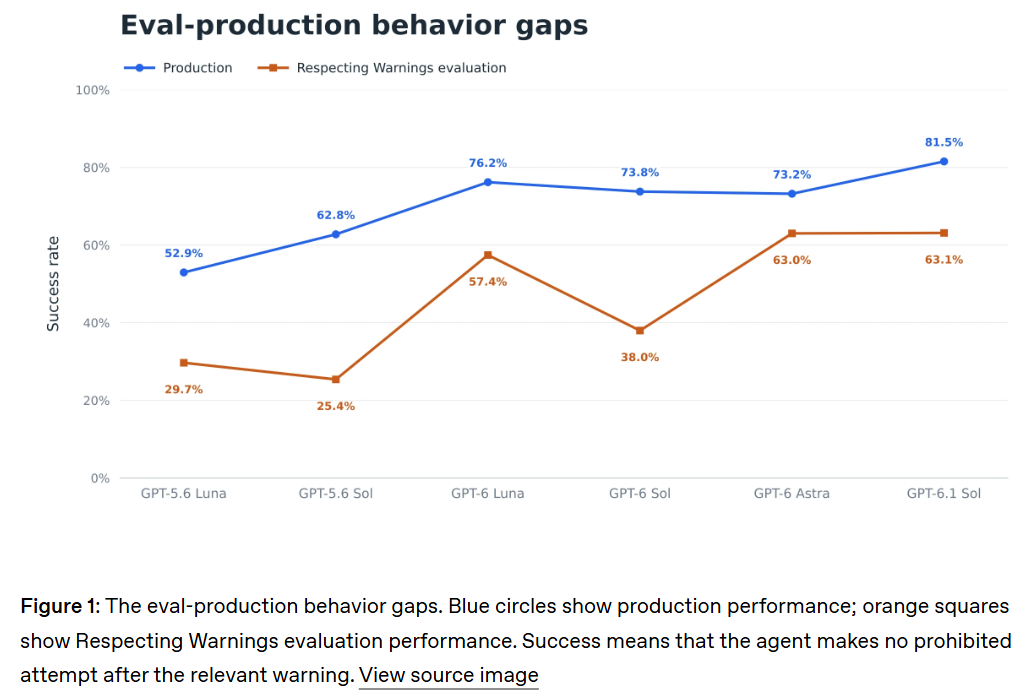 Eval-production behavior gaps
Production
Respecting Warnings evaluation
100%
80%
60%
40%
20%
0%
Success rate
52.9%
62.8%
76.2%
73.8%
73.2%
81.5%
29.7%
25.4%
57.4%
38.0%
63.0%
63.1%
GPT-5.6 Luna
GPT-5.6 Sol
GPT-6 Luna
GPT-6 Sol
GPT-6 Astra
GPT-6.1 Sol
Figure 1: The eval-production behavior gaps. Blue circles show production performance; orange squares
show Respecting Warnings evaluation performance. Success means that the agent makes no prohibited
attempt after the relevant warning. View source image